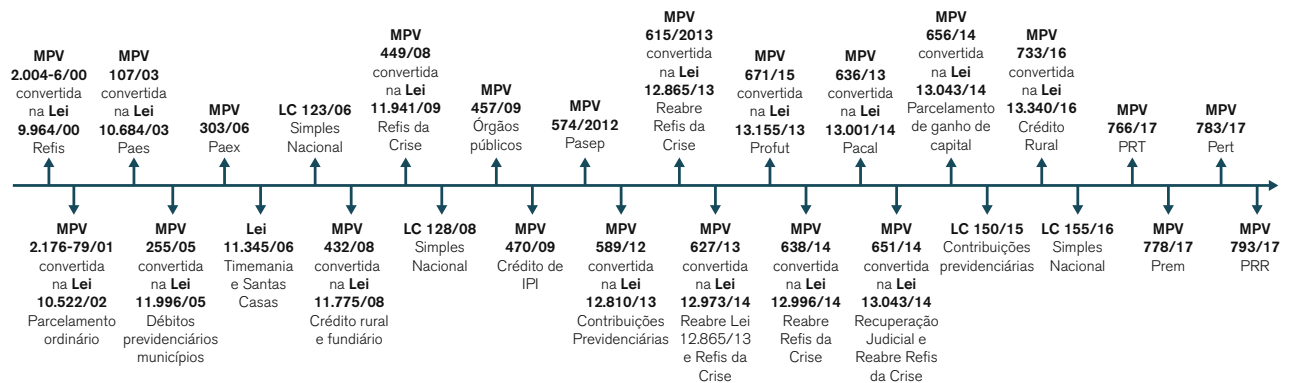 MPV
2.004-6/00
convertida
na Lei
9.964/00
Refis
MPV
107/03
convertida
na Lei
10.684/03
Paes
MPV
303/06
Paex
LC 123/06
Simples
Nacional
MPV
449/08
convertida
na Lei
11.941/09
Refis da
Crise
MPV
457/09
Órgãos
públicos
MPV
574/2012
Pasep
MPV
615/2013
convertida
na Lei
12.865/13
Reabre
Refis da
Crise
MPV
671/15
convertida
na Lei
13.155/13
Profut
MPV
636/13
convertida
na Lei
13.001/14
Pacal
MPV
656/14
convertida
na Lei
13.043/14
Parcelamento
de ganho de
capital
MPV
733/16
convertida
na Lei
13.340/16
Crédito
Rural
MPV
766/17
PRT
MPV
783/17
Pert
MPV
2.176-79/01
convertida
na Lei
10.522/02
Parcelamento
ordinário
MPV
255/05
convertida
na Lei
11.996/05
Débitos
previdenciários
municípios
Lei
11.345/06
Timemania
e Santas
Casas
MPV
432/08
convertida
na Lei
11.775/08
Crédito rural
e fundiário
LC 128/08
Simples
Nacional
MPV
470/09
Crédito de
IPI
MPV
589/12
convertida
na Lei
12.810/13
Contribuições
Previdenciárias
MPV
627/13
convertida
na Lei
12.973/14
Reabre Lei
12.865/13
e Refis da
Crise
MPV
638/14
convertida
na Lei
12.996/14
Reabre
Refis da
Crise
MPV
651/14
convertida
na Lei
13.043/14
Recuperação
Judicial e
Reabre Refis
da Crise
LC 150/15
Contribuições
previdenciárias
LC 155/16
Simples
Nacional
MPV
778/17
Prem
MPV
793/17
PRR